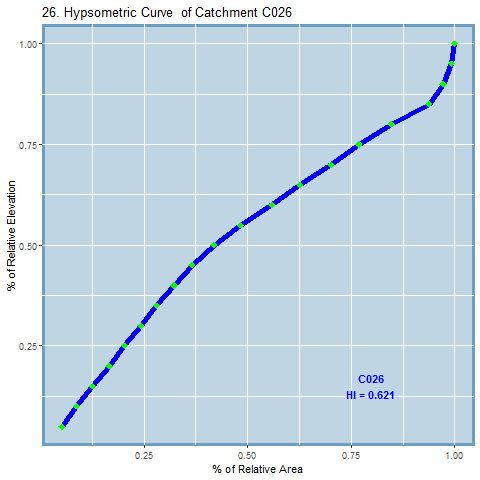 26. Hypsometric Curve  of Catchment C026
% of Relative Elevation
1.00
0.75
0.50
0.25
C026
HI = 0.621
0.25 0.50 0.75 1.00
% of Relative Area